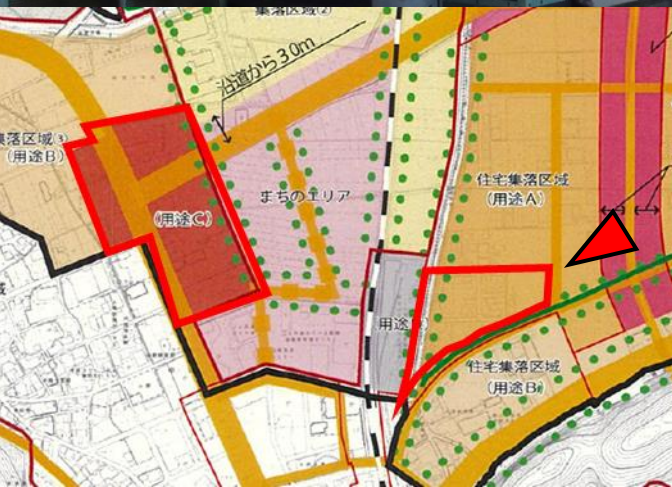 集落区域②
沿道から30m
落区域③
(用途B)
住宅集落区域
(用途A)
まちのエリア
(用途C)
用途
住宅集落区域
(用途B)
域